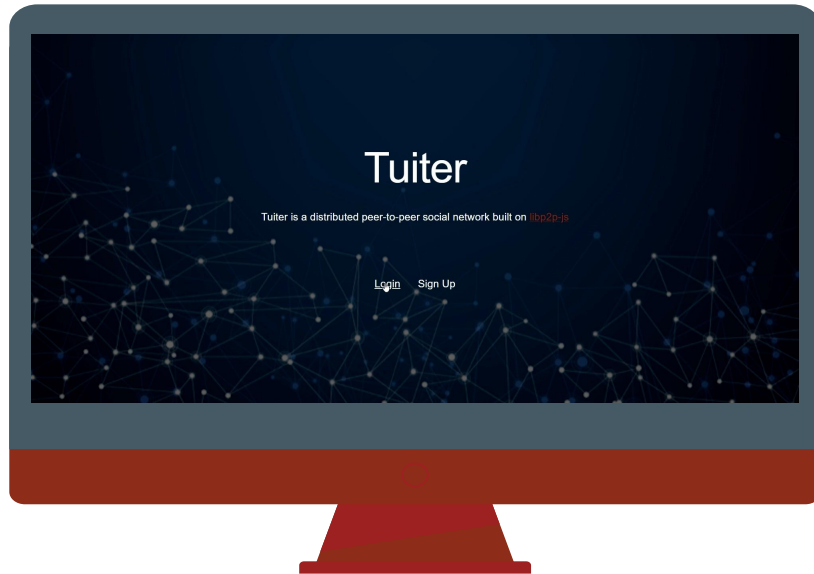 Tuiter
Tuiter is a distributed peer-to-peer social network built on libp2p-js
Login Sign Up